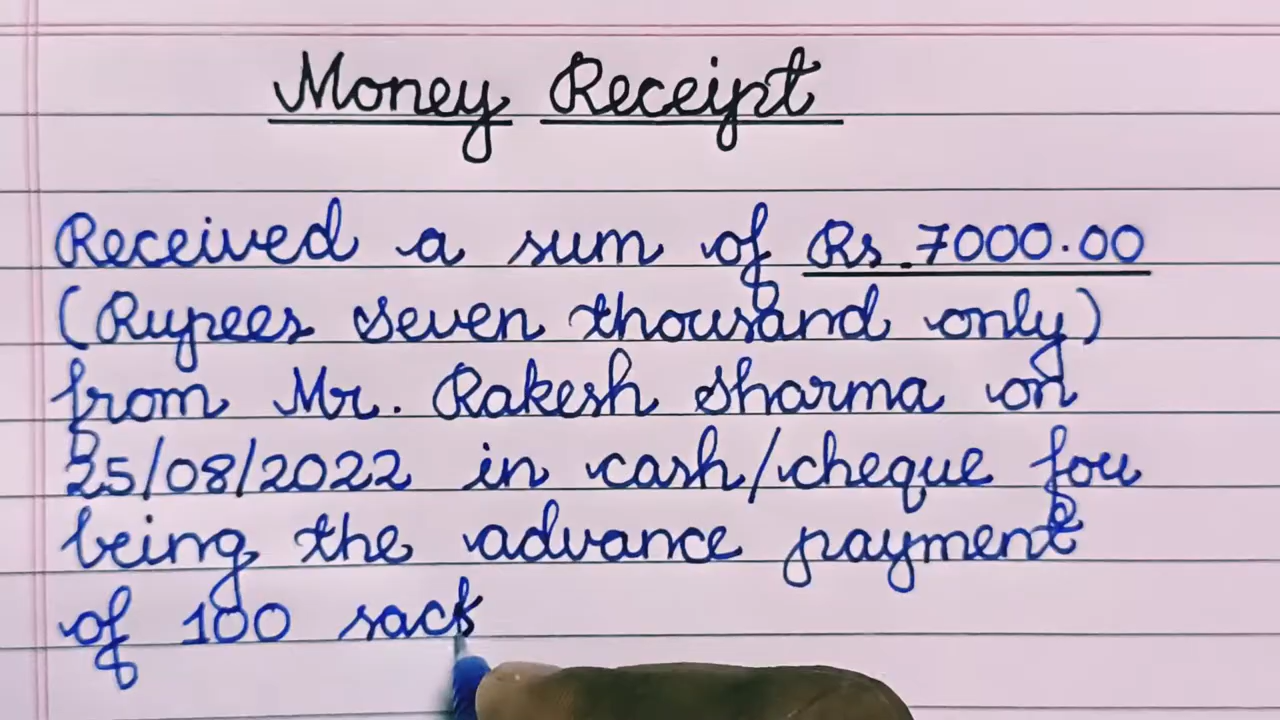 Money Receipt
Received a sum of Rs. 7000.00
(Rupees seven thousand only)
from Mr. Rakesh Sharma on
25/08/2022 in cash/cheque for
being the advance payment
of 100 sack